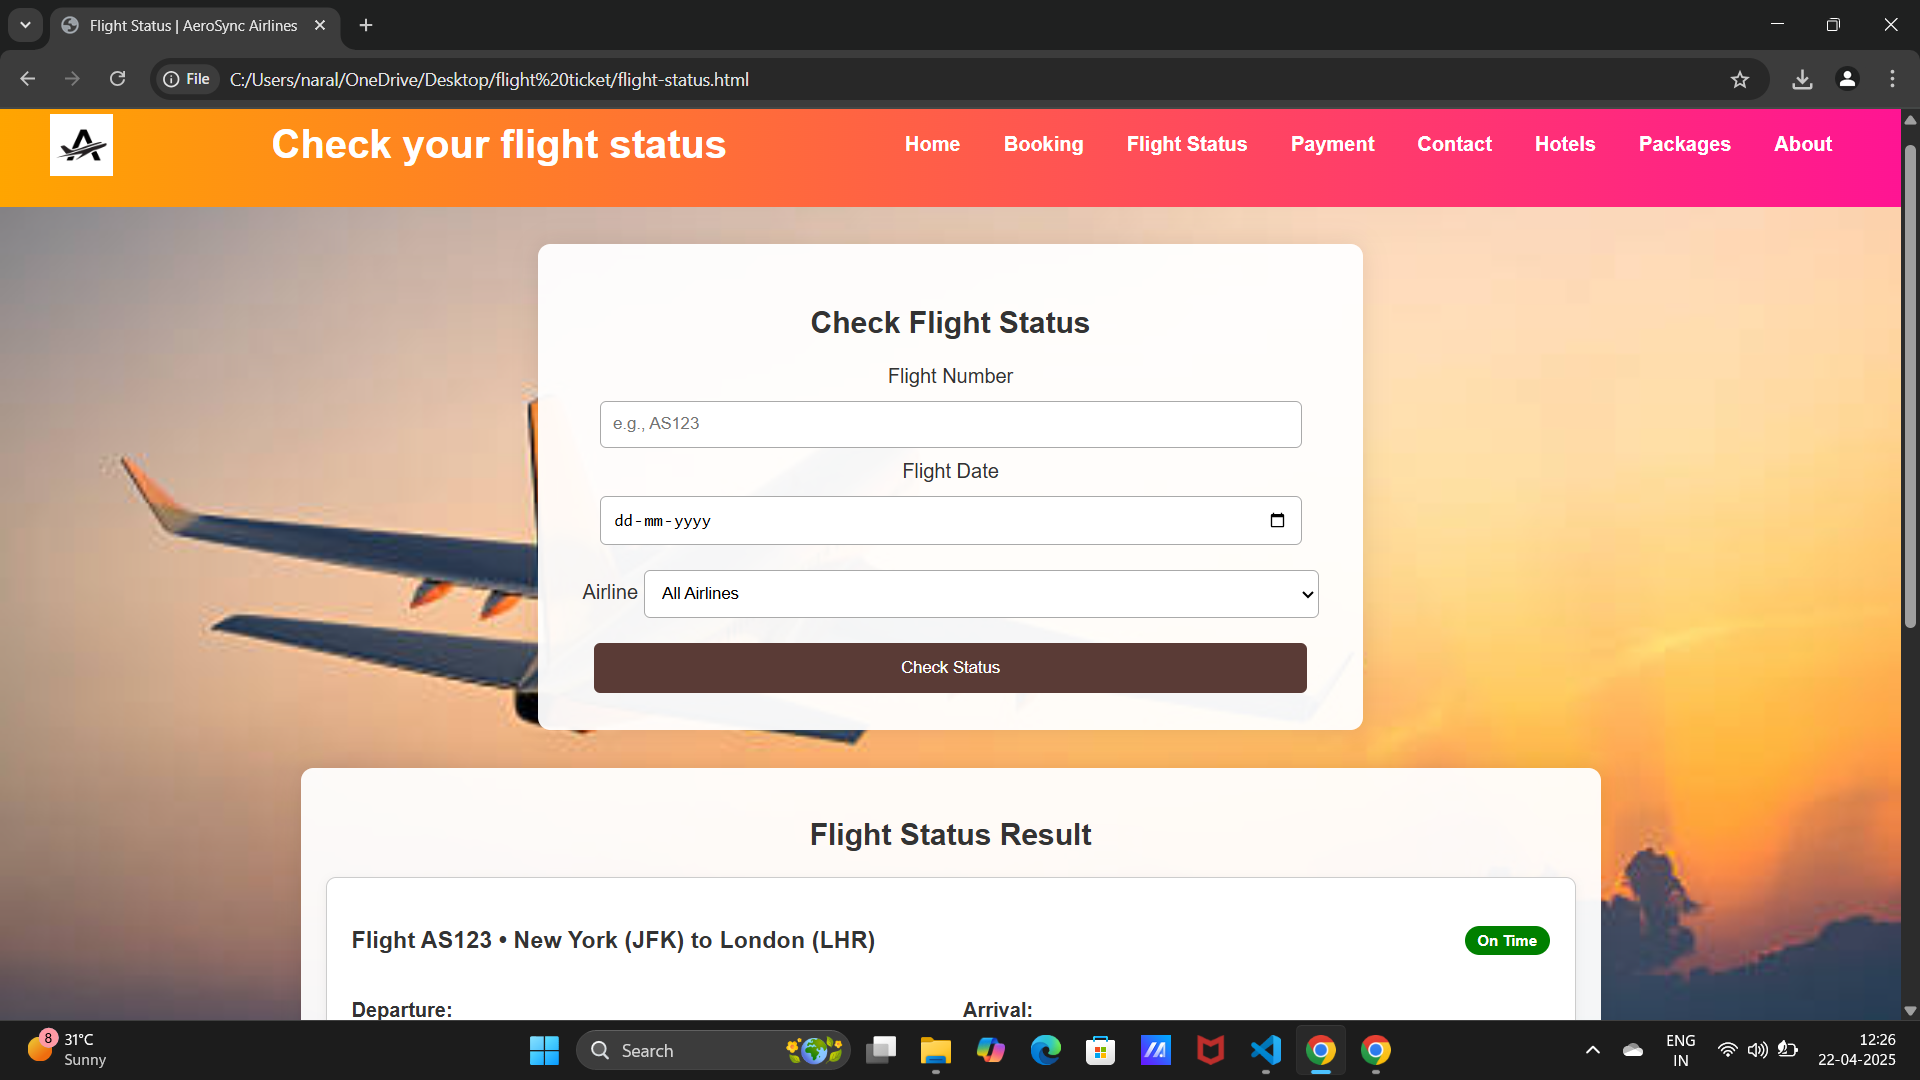 Flight Status | AeroSync Airlines
File C:/Users/naral/OneDrive/Desktop/flight%20ticket/flight-status.html
Check your flight status Home Booking Flight Status Payment Contact Hotels Packages About
Check Flight Status
Flight Number
e.g., AS123
Flight Date
dd-mm-yyyy
Airline All Airlines
Check Status
Flight Status Result
Flight AS123 • New York (JFK) to London (LHR) On Time
Departure: Arrival:
8 31°C
Sunny
Search
ENG
IN
12:26
22-04-2025